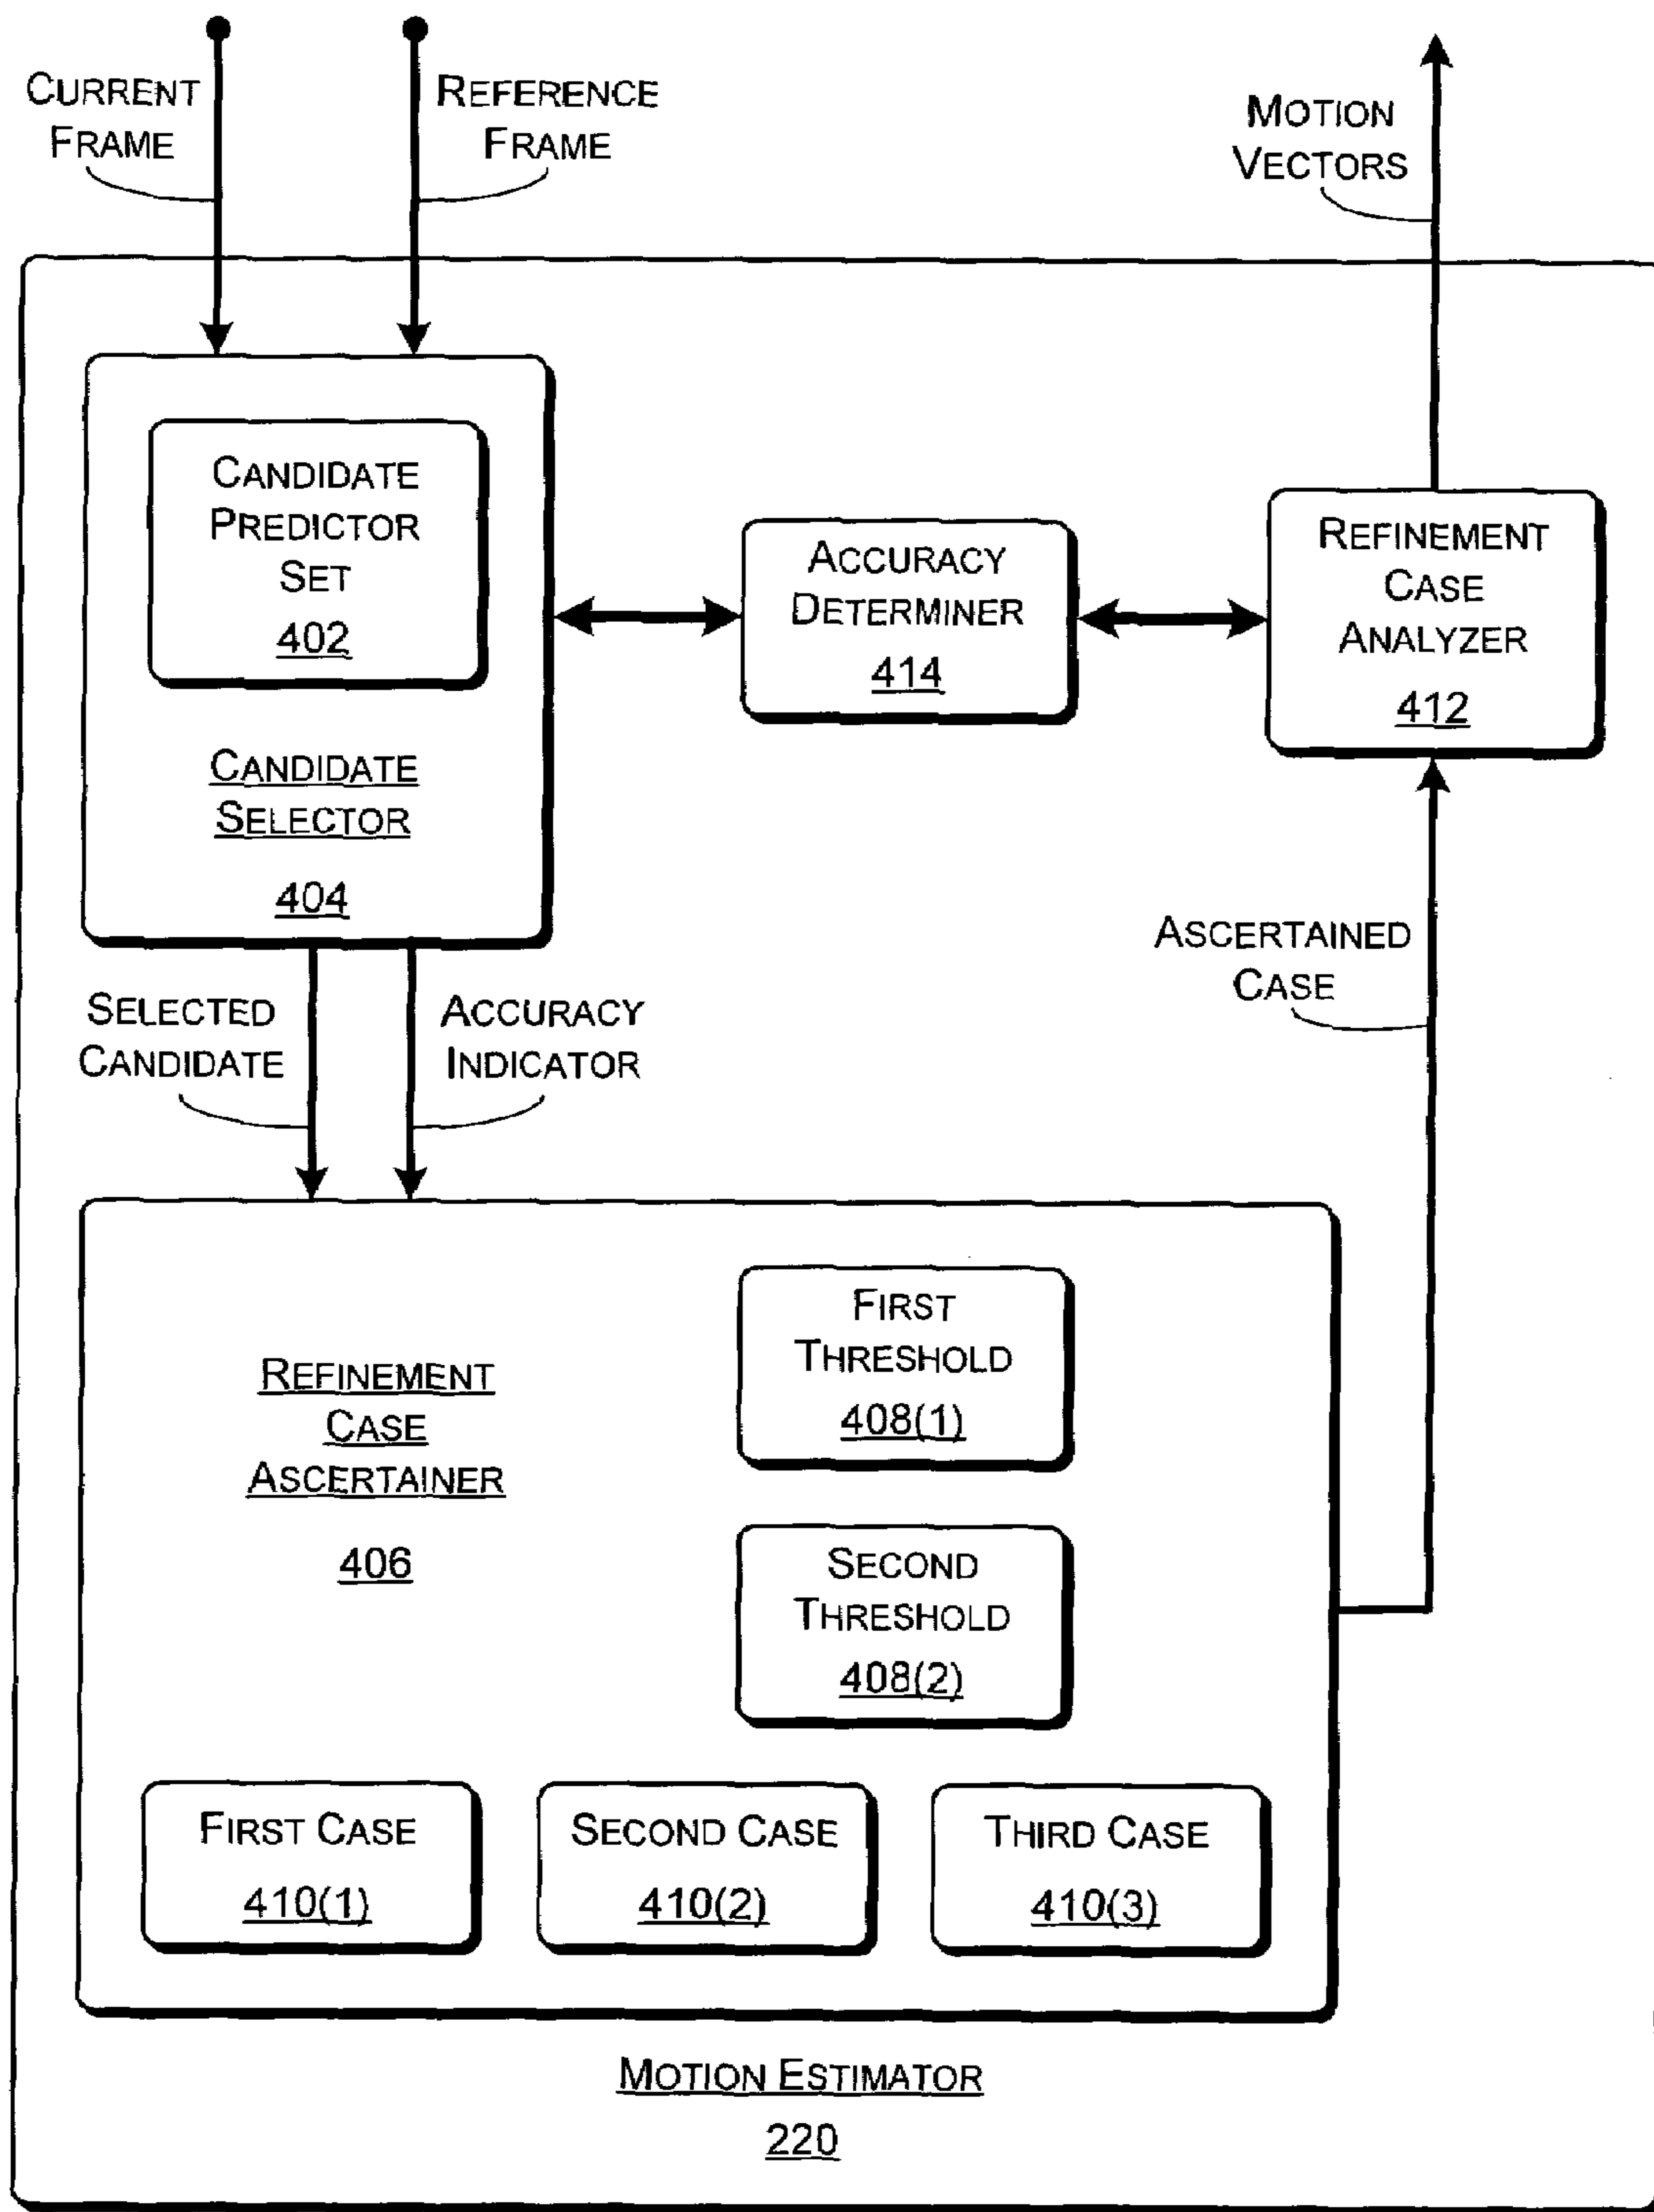 CURRENT
FRAME
REFERENCE
FRAME
MOTION
VECTORS
CANDIDATE
PREDICTOR
SET
402
CANDIDATE
SELECTOR
404
ACCURACY
DETERMINER
414
REFINEMENT
CASE
ANALYZER
412
SELECTED
CANDIDATE
ACCURACY
INDICATOR
ASCERTAINED
CASE
REFINEMENT
CASE
ASCERTAINER
406
FIRST
THRESHOLD
408(1)
SECOND
THRESHOLD
408(2)
FIRST CASE
410(1)
SECOND CASE
410(2)
THIRD CASE
410(3)
MOTION ESTIMATOR
220